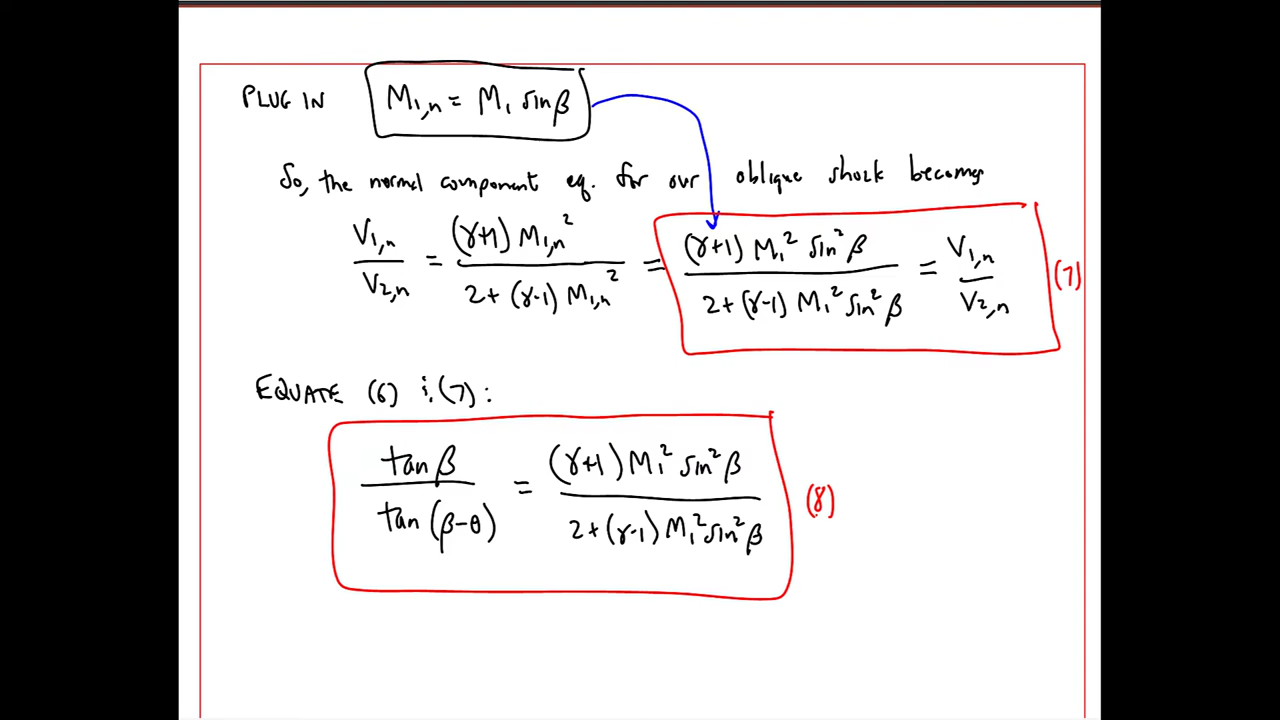 PLUG IN M₁,ₙ = M₁ sinβ
So, the normal component eq. for our oblique shock becomes
V₁,ₙ / V₂,ₙ = (γ+1) M₁,ₙ² / 2+(γ-1) M₁,ₙ² = (γ+1) M₁² sin²β / 2+(γ-1) M₁² sin²β = V₁,ₙ / V₂,ₙ (7)
EQUATE (6) & (7):
tan β / tan (β-θ) = (γ+1) M₁² sin²β / 2+(γ-1) M₁² sin²β (8)